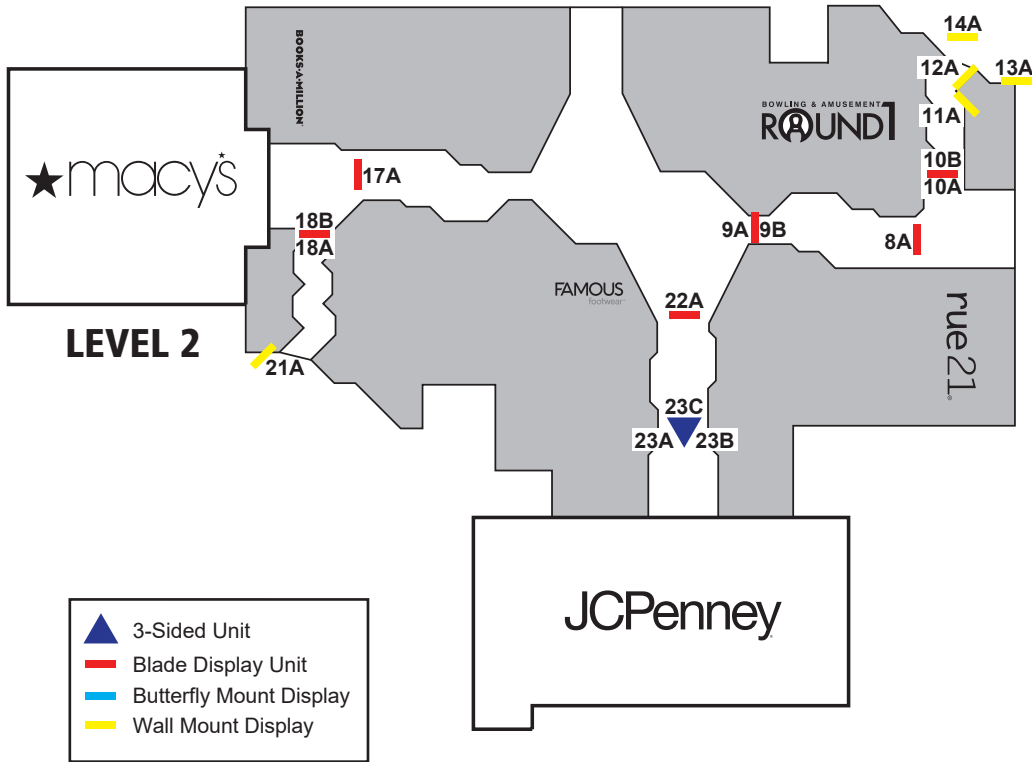 14A
12A
13A
BOOKS-A-MILLION
BOWLING & AMUSEMENT
ROUND1
11A
10B
10A
★macy's
17A
18B
18A
9A
9B
8A
FAMOUS
footwear
22A
rue21
LEVEL 2
21A
23C
23A
23B
JCPenney
3-Sided Unit
Blade Display Unit
Butterfly Mount Display
Wall Mount Display